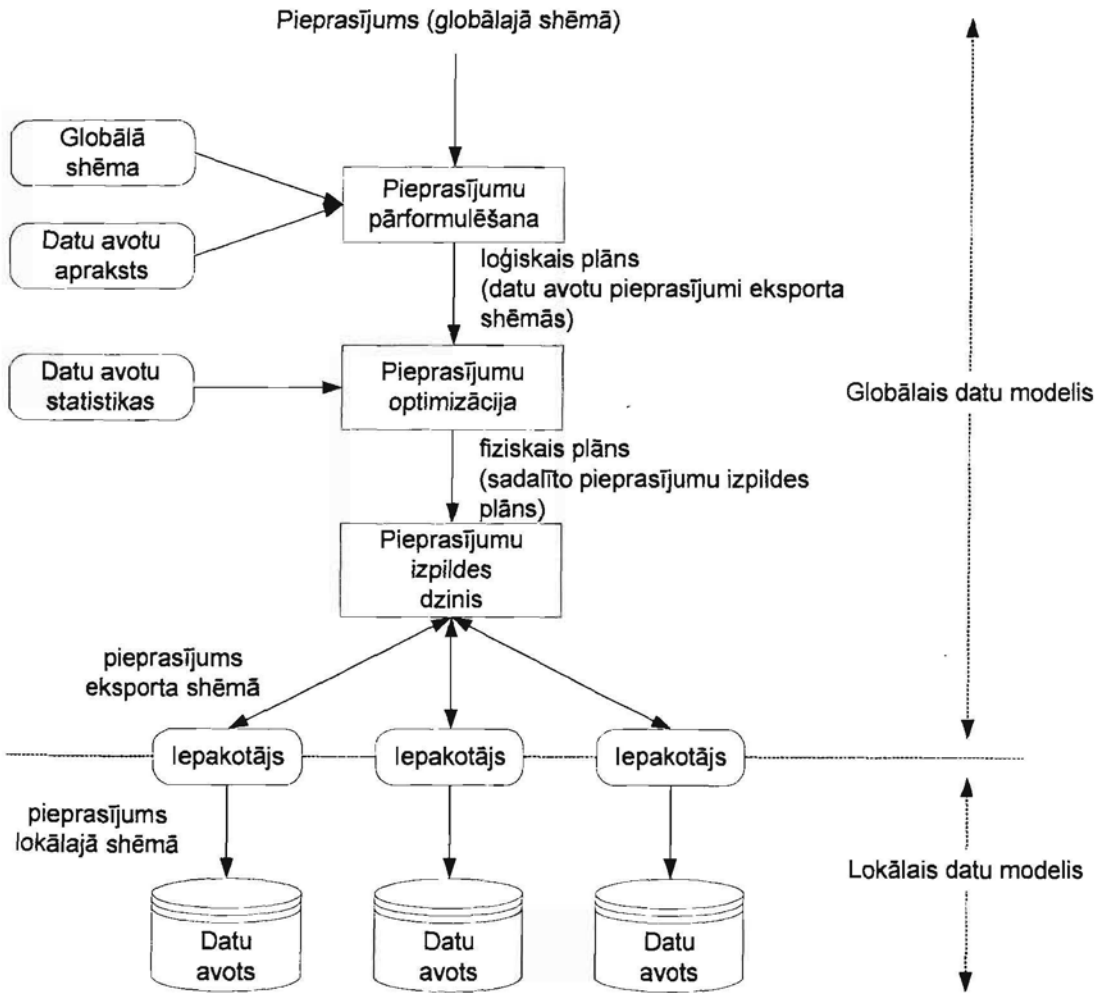 Pieprasījums (globālajā shēmā)
Globālā
shēma
Pieprasījumu
pārformulēšana
Datu avotu
apraksts
loģiskais plāns
(datu avotu pieprasījumi eksporta
shēmās)
Datu avotu
statistikas
Pieprasījumu
optimizācija
Globālais datu modelis
fiziskais plāns
(sadalīto pieprasījumu izpildes
plāns)
Pieprasījumu
izpildes
dzinis
pieprasījums
eksporta shēmā
Iepakotājs
Iepakotājs
Iepakotājs
pieprasījums
lokālajā shēmā
Lokālais datu modelis
Datu
avots
Datu
avots
Datu
avots